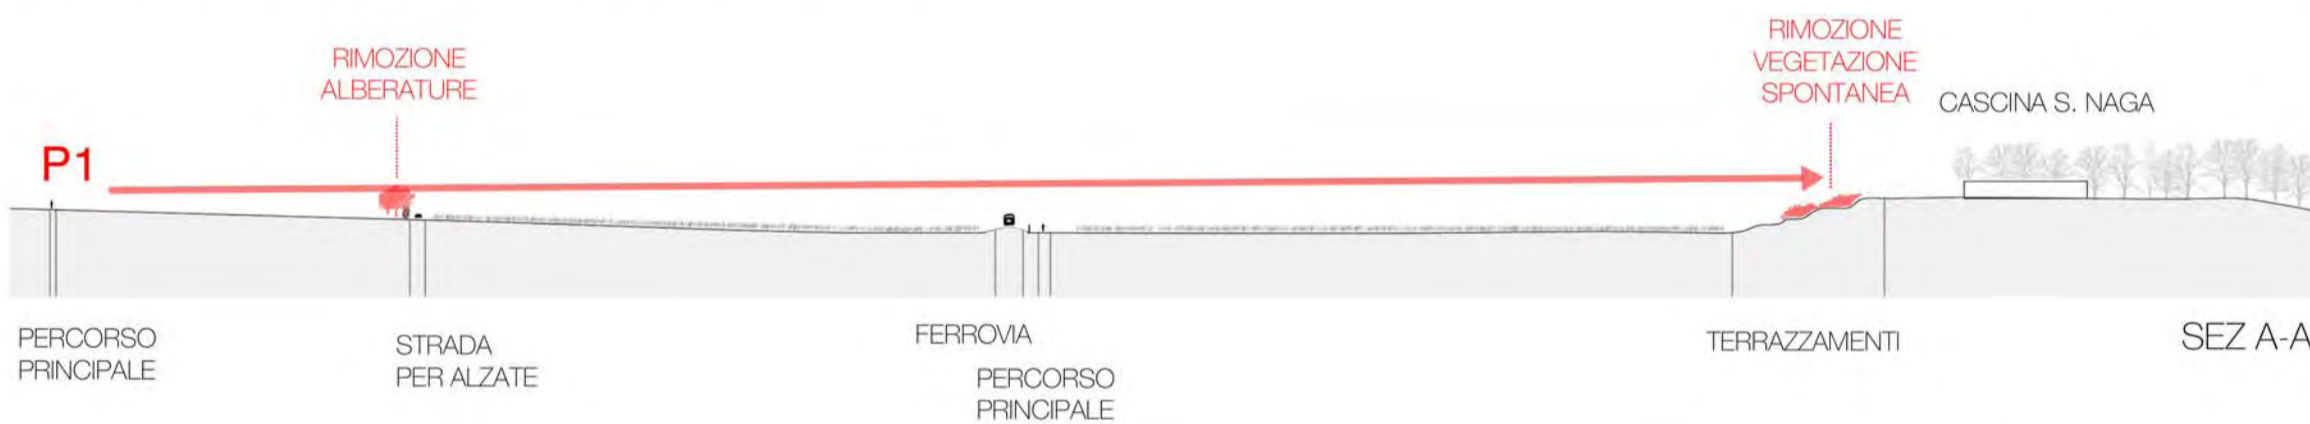 RIMOZIONE
ALBERATURE
RIMOZIONE
VEGETAZIONE
SPONTANEA
CASCINA S. NAGA
P1
PERCORSO
PRINCIPALE
STRADA
PER ALZATE
FERROVIA
PERCORSO
PRINCIPALE
TERRAZZAMENTI
SEZ A-A